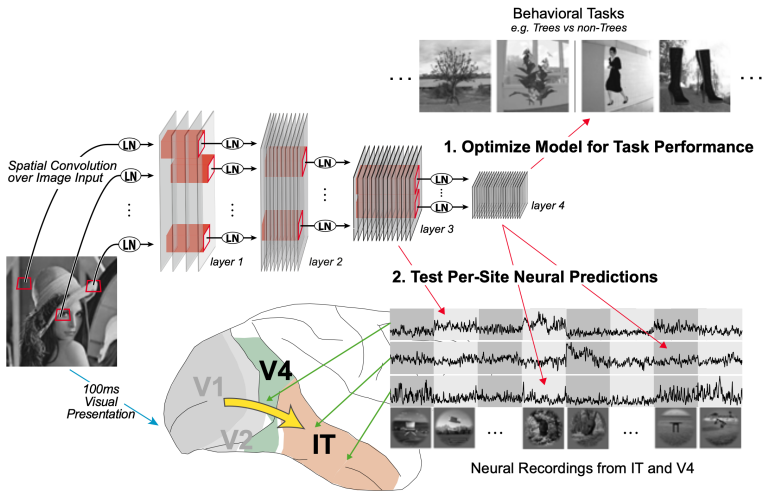 Behavioral Tasks
e.g. Trees vs non-Trees
...
...
1. Optimize Model for Task Performance
LN
LN
LN
LN
Spatial Convolution
over Image Input
LN
LN
LN
LN
...
...
...
LN
LN
LN
layer 1
layer 2
layer 3
layer 4
2. Test Per-Site Neural Predictions
100ms
Visual
Presentation
V1
V4
V2
IT
...
...
Neural Recordings from IT and V4